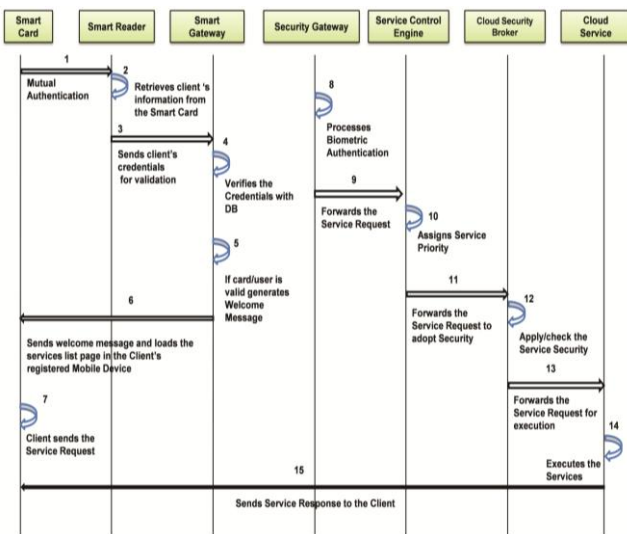 Smart
Card
Smart Reader
Smart
Gateway
Security Gateway
Service Control
Engine
Cloud Security
Broker
Cloud
Service
1
Mutual
Authentication
2
Retrieves client 's
information from
the Smart Card
3
Sends client's
credentials
for validation
4
Verifies the
Credentials with
DB
5
If card/user is
valid generates
Welcome
Message
6
Sends welcome message and loads the
services list page in the Client's
registered Mobile Device
7
Client sends the
Service Request
8
Processes
Biometric
Authentication
9
Forwards the
Service Request
10
Assigns Service
Priority
11
Forwards the
Service Request to
adopt Security
12
Apply/check the
Service Security
13
Forwards the
Service Request for
execution
14
Executes the
Services
15
Sends Service Response to the Client